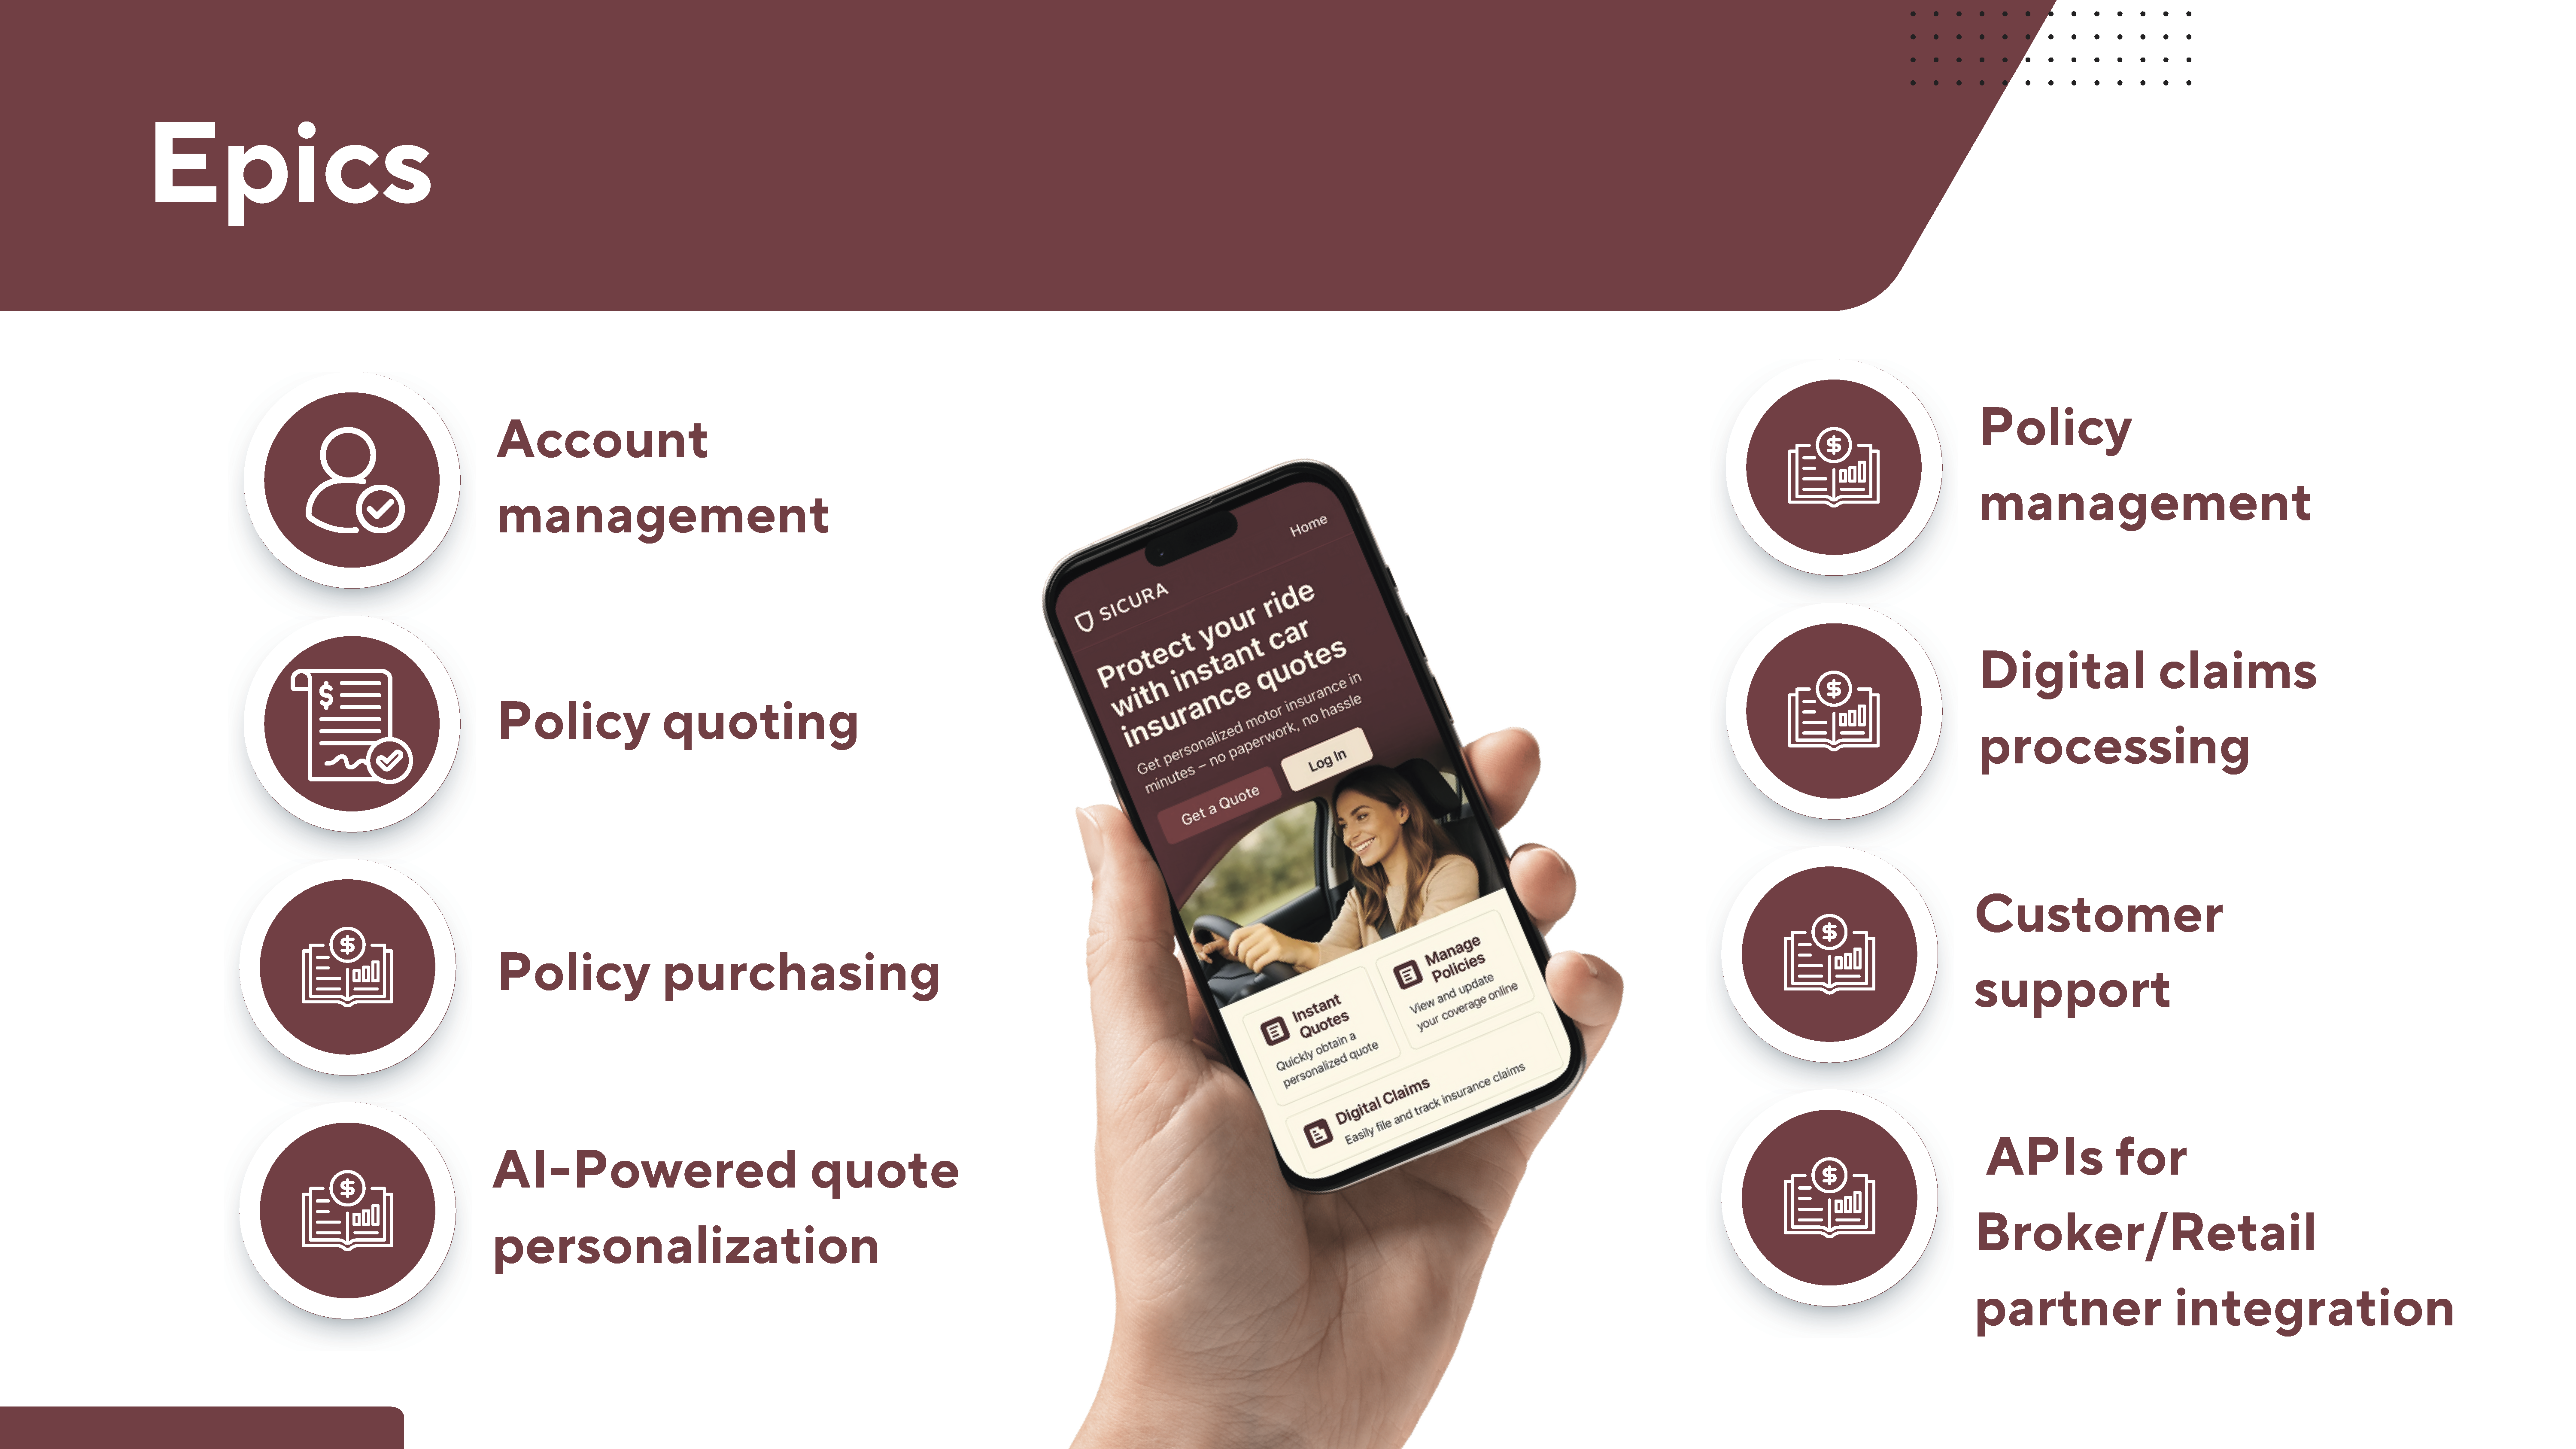 Epics
Account
management
Policy quoting
Policy purchasing
AI-Powered quote
personalization
Home
SICURA
Protect your ride
with instant car
insurance quotes
Get personalized motor insurance in
minutes – no paperwork, no hassle
Get a Quote
Log In
Instant
Quotes
Quickly obtain a
personalized quote
Manage
Policies
View and update
your coverage online
Digital Claims
Easily file and track insurance claims
Policy
management
Digital claims
processing
Customer
support
APIs for
Broker/Retail
partner integration